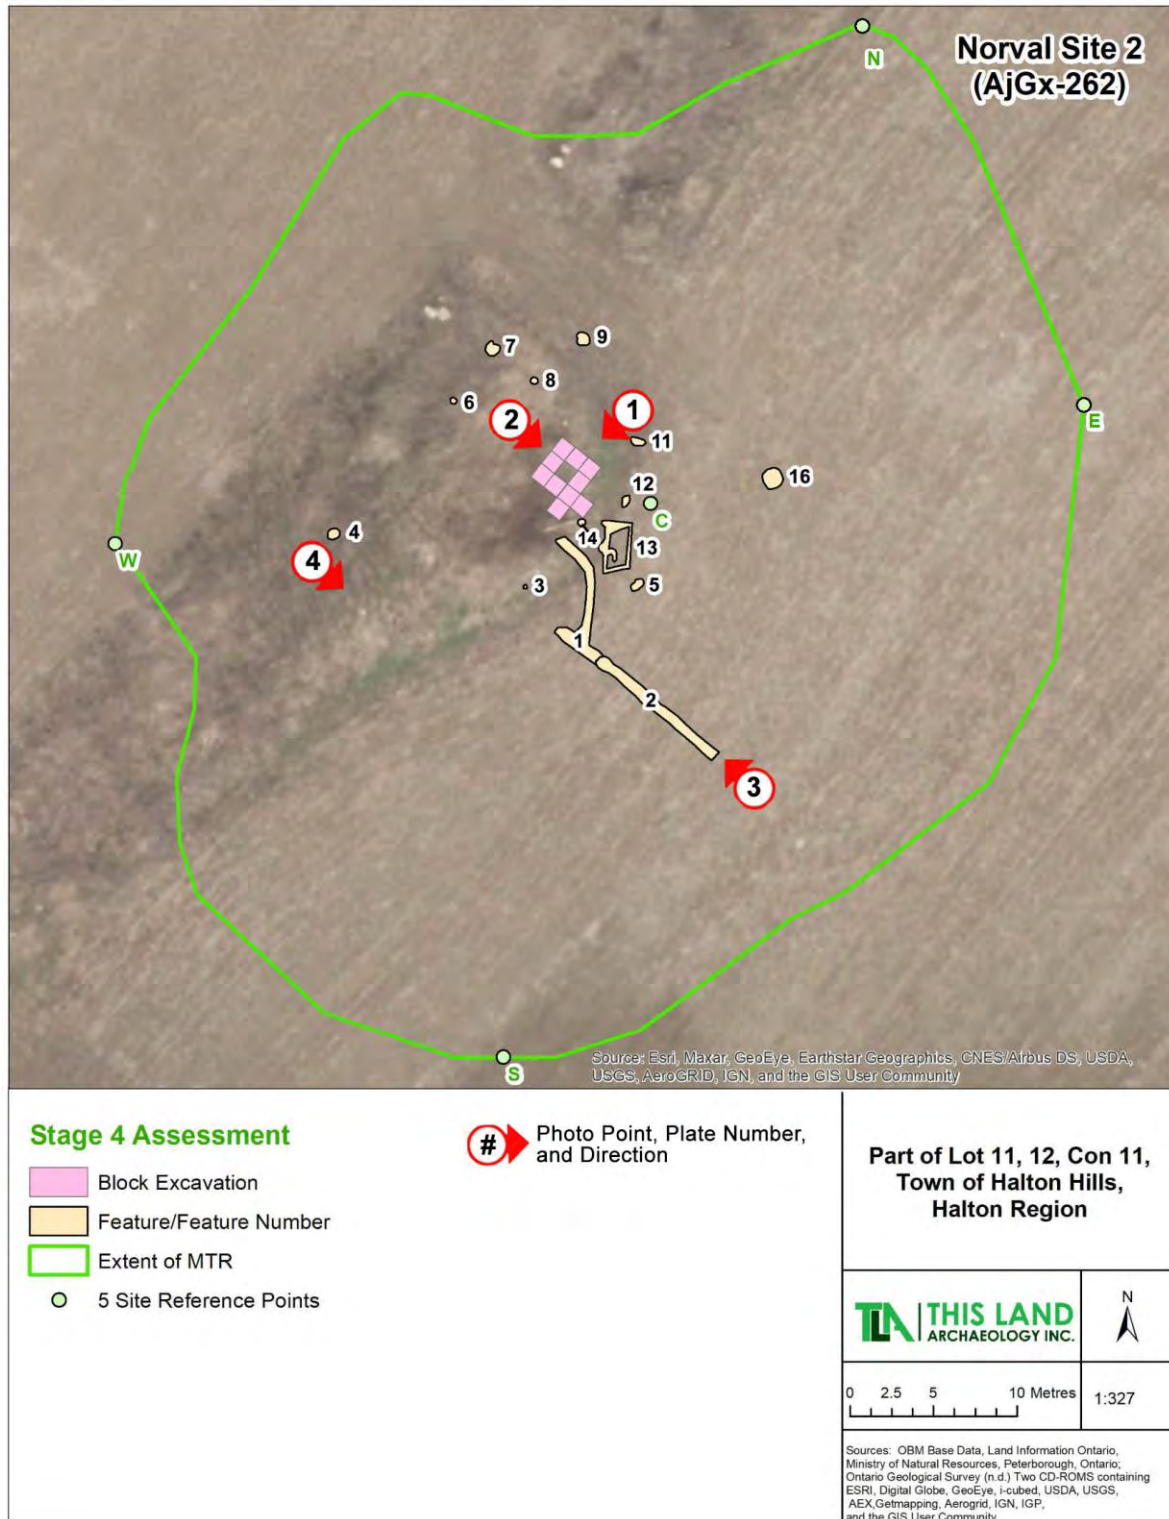 Norval Site 2
(AjGx-262)
N
7
9
8
6
2
1
11
16
12
C
E
4
W
4
14
13
3
5
1
2
3
S
Source: Esri, Maxar, GeoEye, Earthstar Geographics, CNES/Airbus DS, USDA,
USGS, AeroGRID, IGN, and the GIS User Community
Stage 4 Assessment
Block Excavation
Feature/Feature Number
Extent of MTR
5 Site Reference Points
# Photo Point, Plate Number,
and Direction
Part of Lot 11, 12, Con 11,
Town of Halton Hills,
Halton Region
TLA THIS LAND
ARCHAEOLOGY INC.
N
0 2.5 5 10 Metres
1:327
Sources: OBM Base Data, Land Information Ontario,
Ministry of Natural Resources, Peterborough, Ontario;
Ontario Geological Survey (n.d.) Two CD-ROMS containing
ESRI, Digital Globe, GeoEye, i-cubed, USDA, USGS,
AEX,Getmapping, Aerogrid, IGN, IGP,
and the GIS User Community